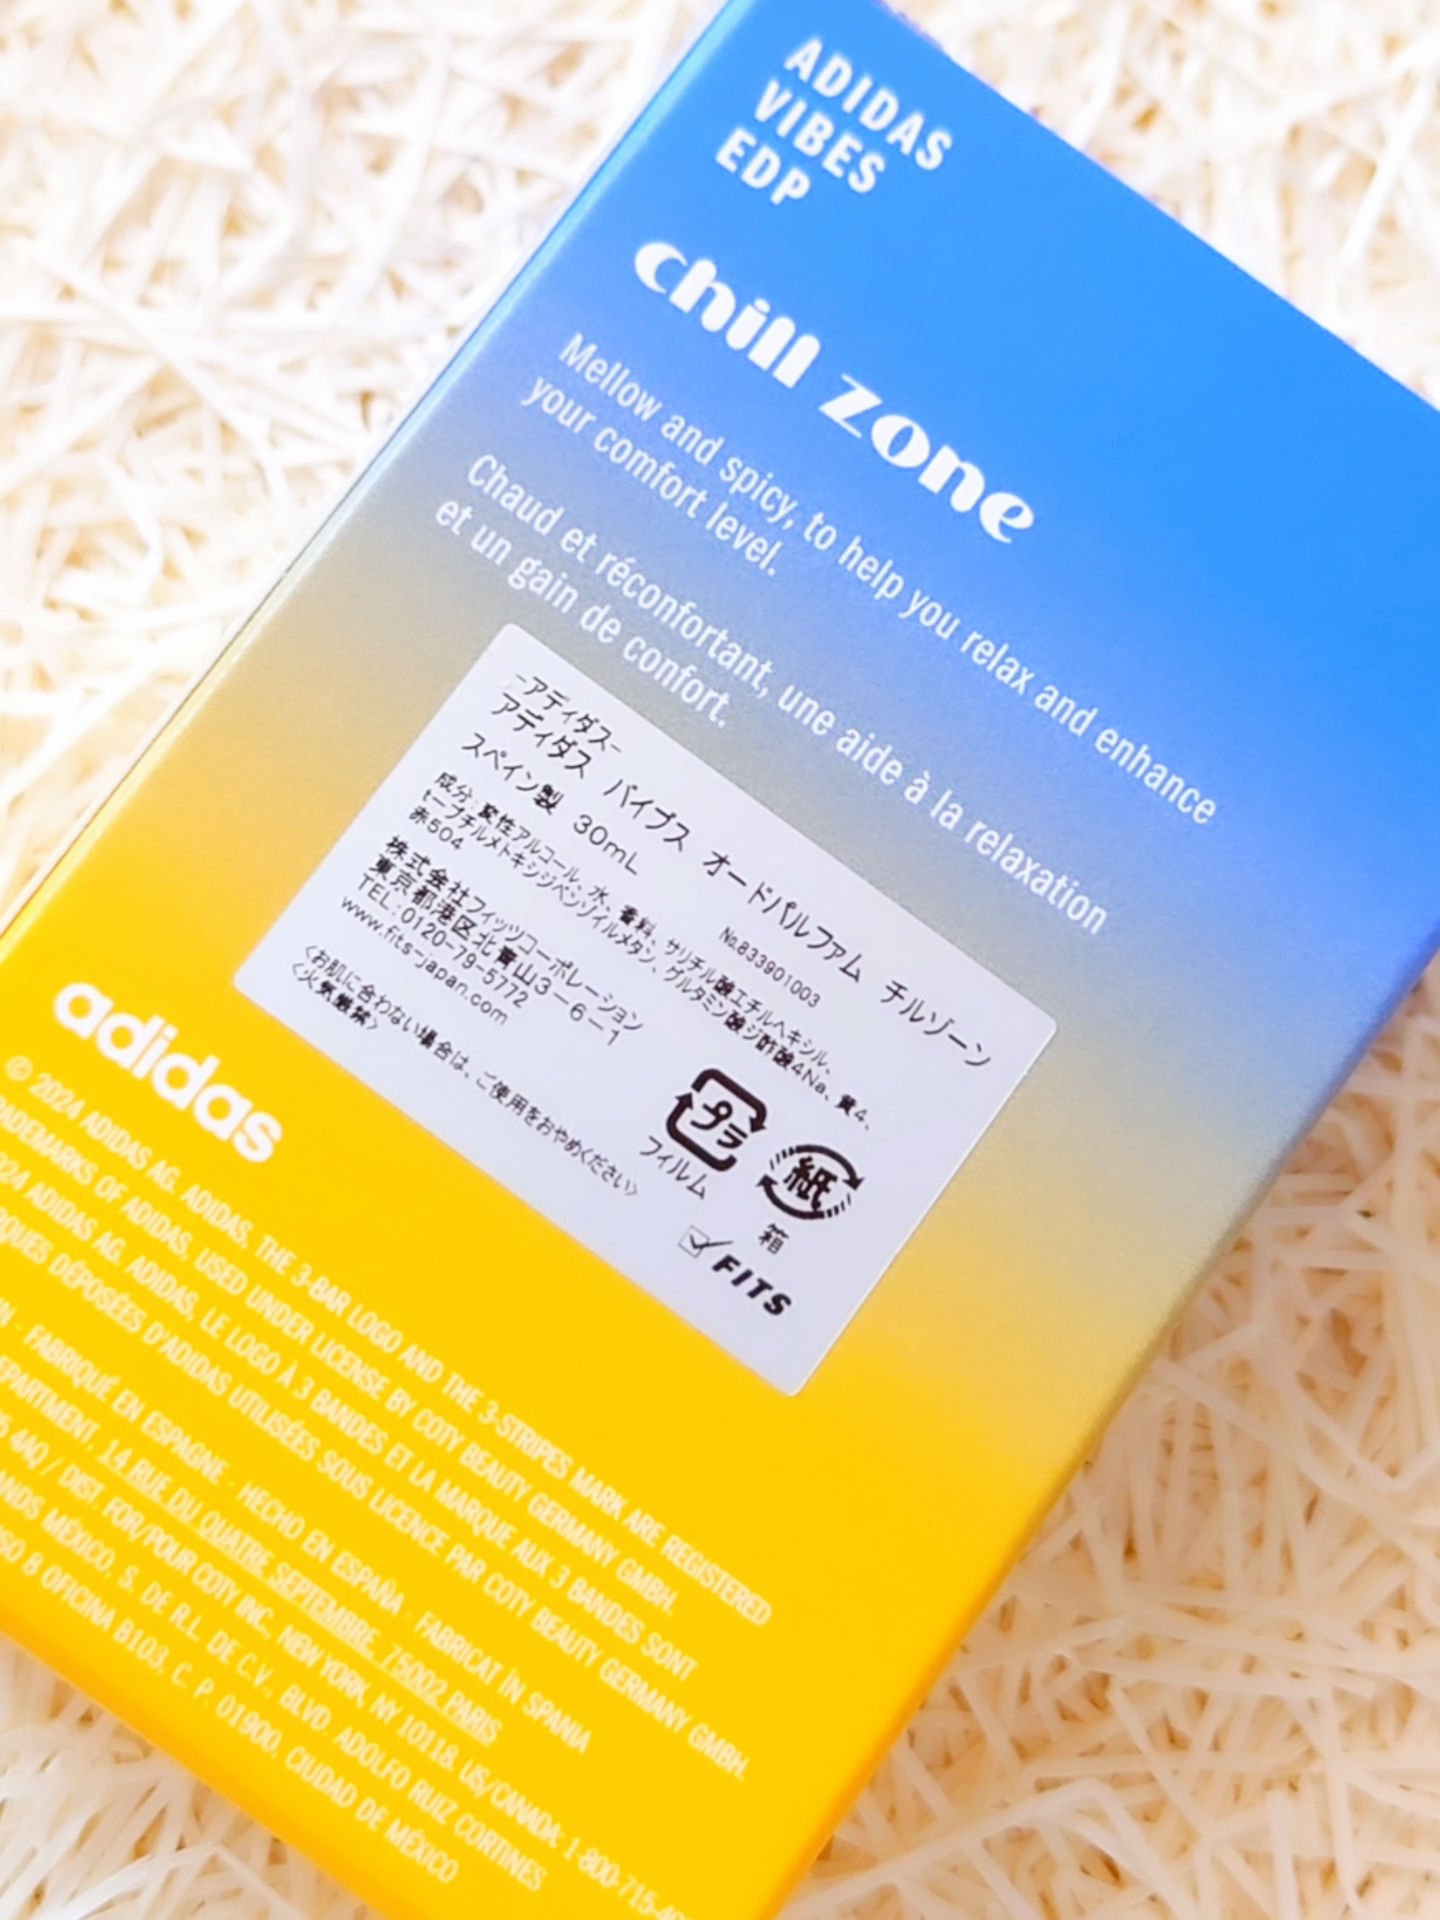 ADIDAS
VIBES
EDP
chill zone
Mellow and spicy, to help you relax and enhance
your comfort level.
Chaud et réconfortant, une aide à la relaxation
et un gain de confort.
-アディダス-
アディダス バイブス オードパルファム チルゾーン
スペイン製 30mL
No.833901003
成分:変性アルコール、水、香料、サリチル酸エチルヘキシル、
t-ブチルメトキシジベンゾイルメタン、グルタミン酸ジ酢酸4Na、黄4、
赤504
株式会社フィッツコーポレーション
東京都港区北青山3-6-1
TEL:0120-79-5772
www.fits-japan.com
<お肌に合わない場合は、ご使用をおやめください>
<火気厳禁>
プラ
フィルム
紙
箱
FITS
adidas
© 2024 ADIDAS AG. ADIDAS, THE 3-BAR LOGO AND THE 3-STRIPES MARK ARE REGISTERED
OF ADIDAS, USED UNDER LICENSE BY COTY BEAUTY GERMANY GMBH.
ADIDAS AG. ADIDAS, LE LOGO À 3 BANDES ET LA MARQUE AUX 3 BANDES SONT
DÉPOSÉES D'ADIDAS UTILISÉES SOUS LICENCE PAR COTY BEAUTY GERMANY GMBH.
· FABRIQUÉ EN ESPAGNE · HECHO EN ESPAÑA · FABRICAT ÎN SPANIA
14 RUE DU QUATRE SEPTEMBRE, 75002 PARIS
4AQ / DIST. FOR/POUR COTY INC. NEW YORK, NY 10118. US/CANADA: 1-800-715-40
MÉXICO, S. DE R.L. DE C.V., BLVD. ADOLFO RUIZ CORTINES
8 OFICINA B103, C. P. 01900, CIUDAD DE MÉXICO